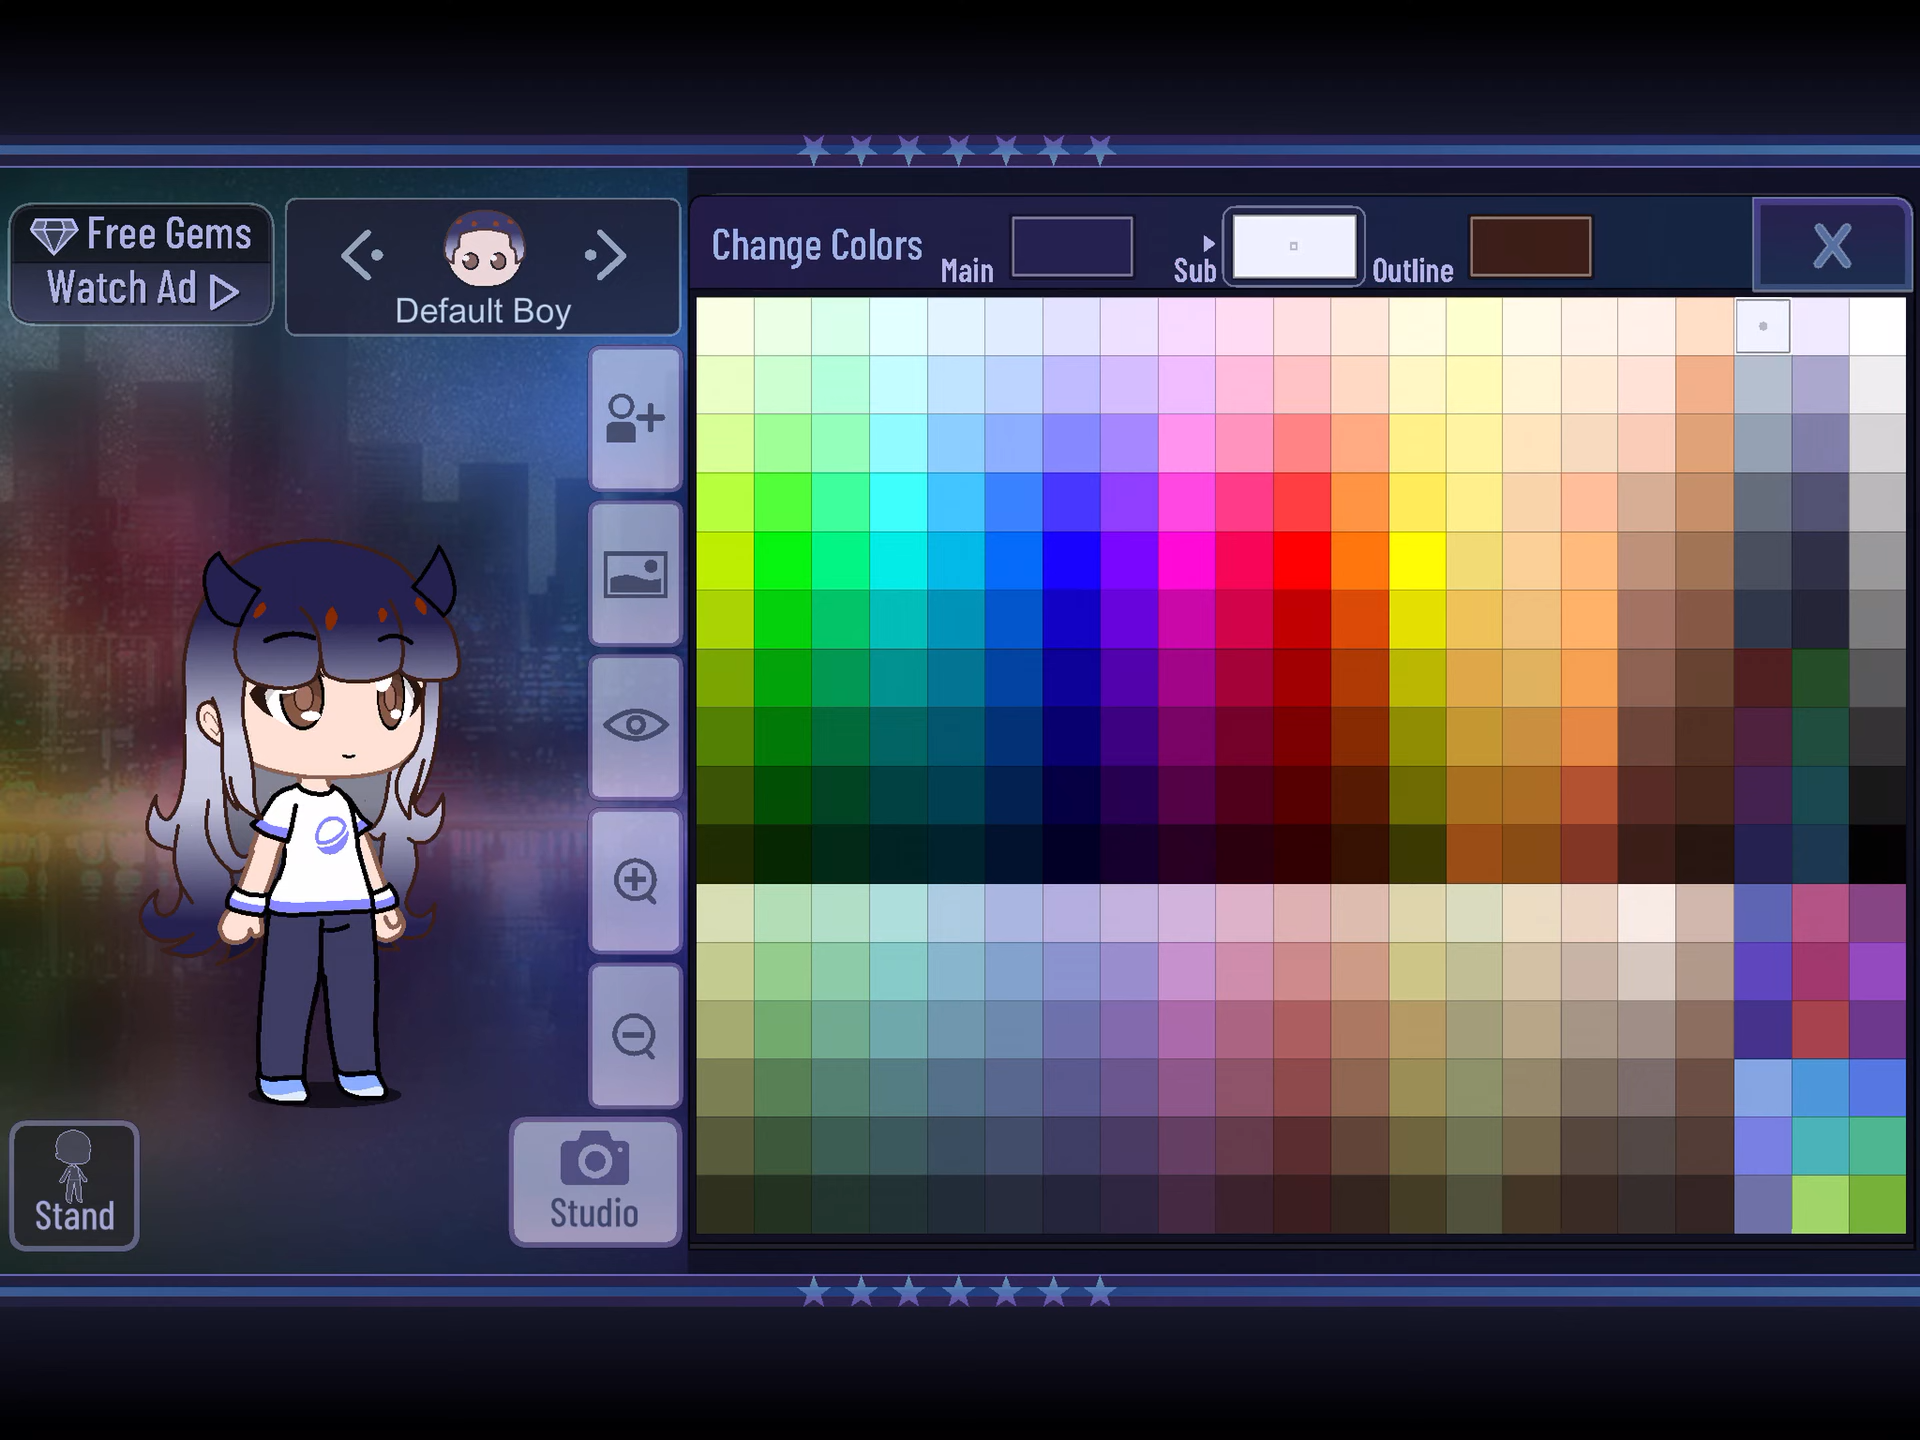 Free Gems
Watch Ad
Default Boy
Change Colors
Main
Sub
Outline
X
Stand
Studio